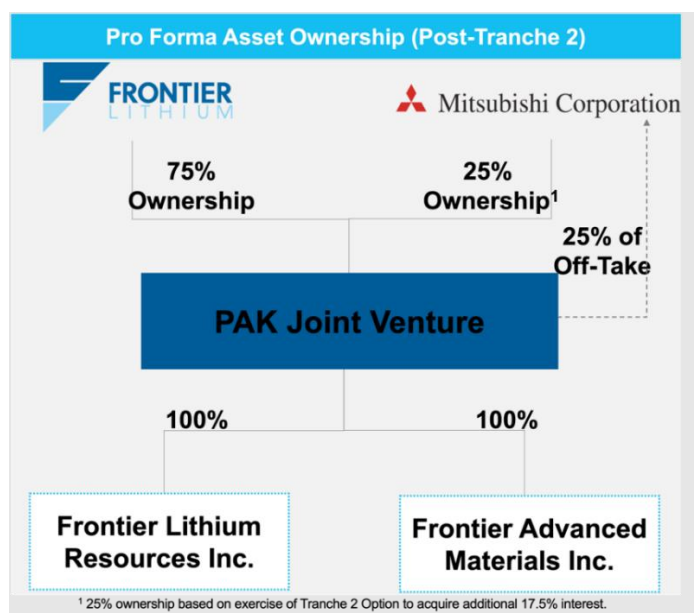 Pro Forma Asset Ownership (Post-Tranche 2)
FRONTIER
LITHIUM
Mitsubishi Corporation
75%
Ownership
25%
Ownership¹
25% of
Off-Take
PAK Joint Venture
100%
100%
Frontier Lithium
Resources Inc.
Frontier Advanced
Materials Inc.
¹ 25% ownership based on exercise of Tranche 2 Option to acquire additional 17.5% interest.